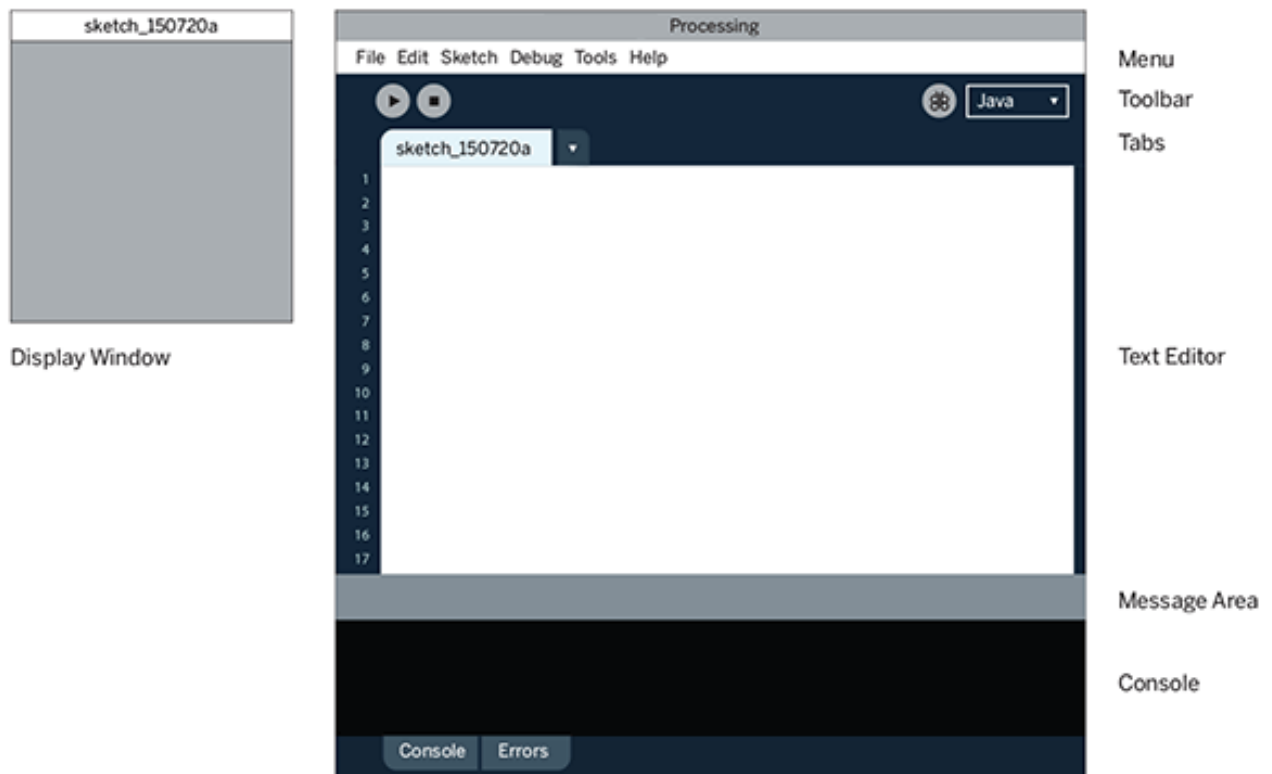 sketch_150720a
Processing
File Edit Sketch Debug Tools Help
Menu
Java
Toolbar
sketch_150720a
Tabs
1
2
3
4
5
6
7
8
9
10
11
12
13
14
15
16
17
Display Window
Text Editor
Message Area
Console
Console Errors